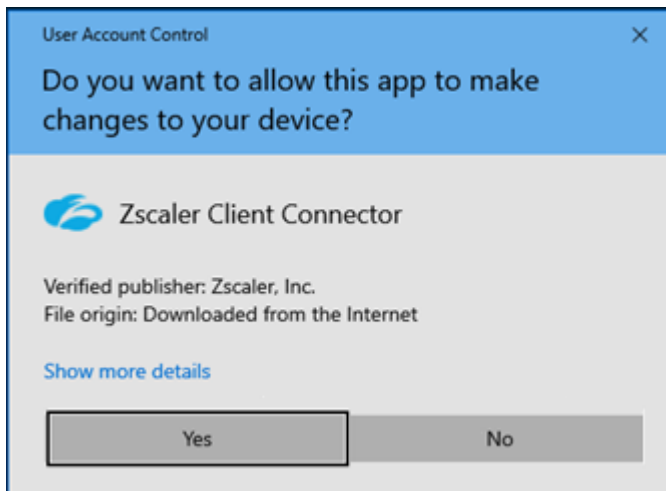 User Account Control
Do you want to allow this app to make
changes to your device?
Zscaler Client Connector
Verified publisher: Zscaler, Inc.
File origin: Downloaded from the Internet
Show more details
Yes
No